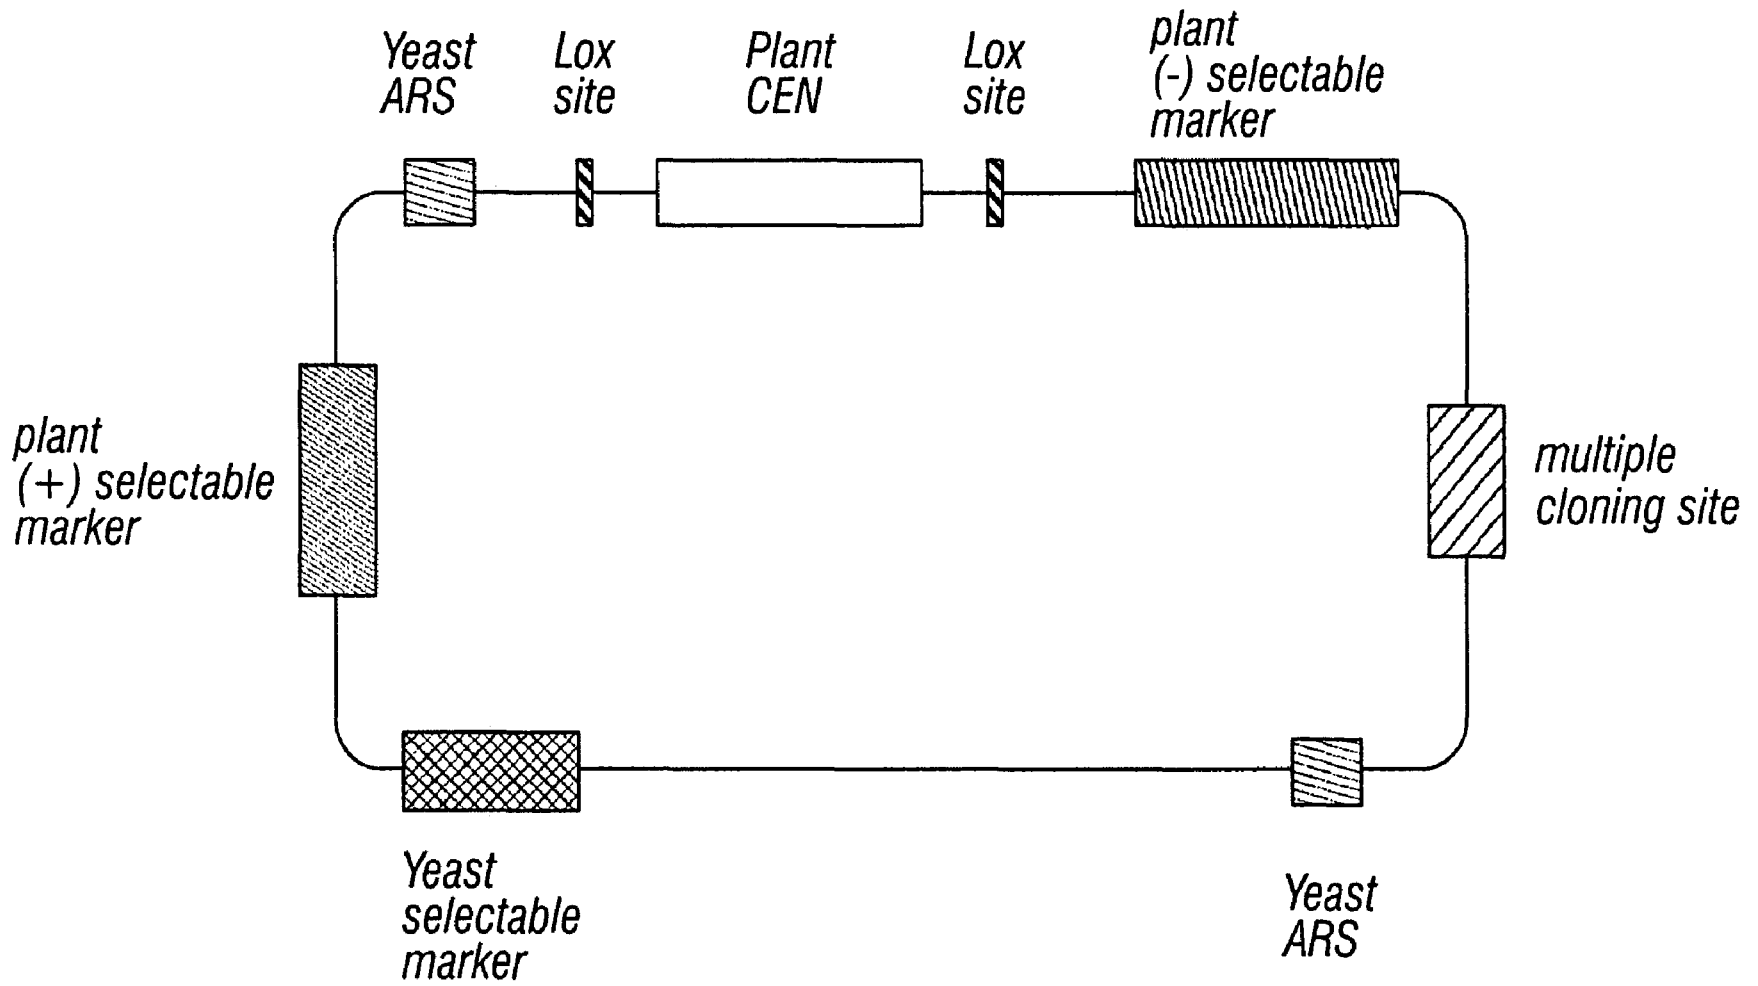 Yeast
ARS
Lox
site
Plant
CEN
Lox
site
plant
(-) selectable
marker
plant
(+) selectable
marker
multiple
cloning site
Yeast
selectable
marker
Yeast
ARS